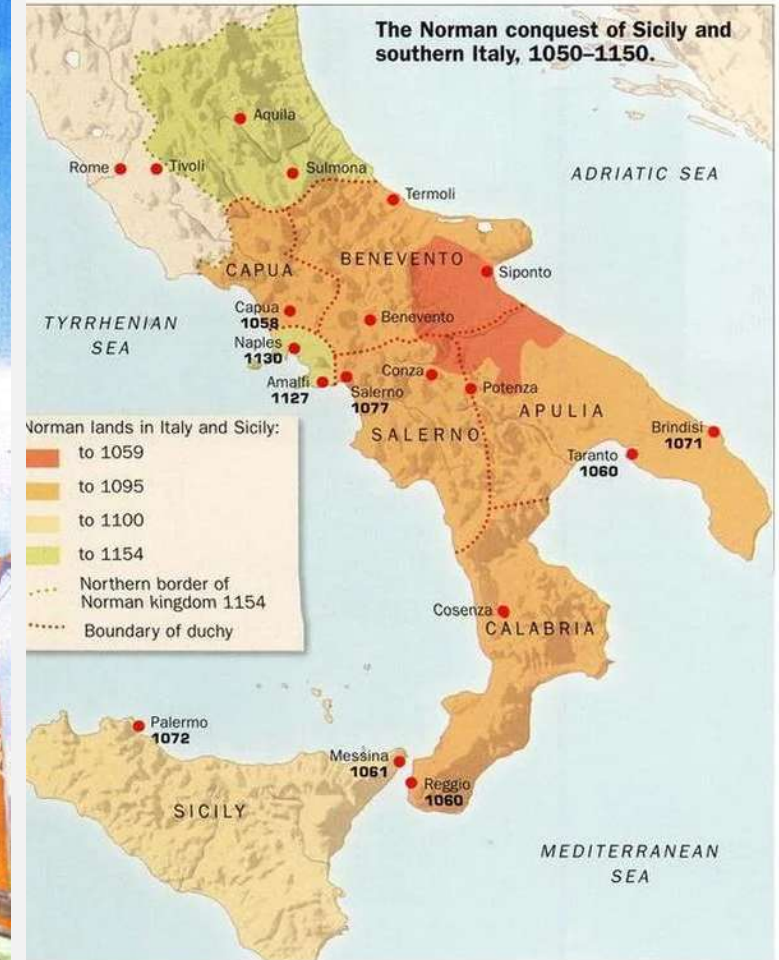 The Norman conquest of Sicily and
southern Italy, 1050–1150.
Aquila
Rome
Tivoli
Sulmona
ADRIATIC SEA
Termoli
BENEVENTO
CAPUA
Siponto
Capua
1058
TYRRHENIAN
SEA
Benevento
Naples
1130
Amalfi
1127
Salerno
1077
Conza
Potenza
APULIA
SALERNO
Brindisi
1071
Taranto
1060
Norman lands in Italy and Sicily:
to 1059
to 1095
to 1100
to 1154
Northern border of
Norman kingdom 1154
Boundary of duchy
Cosenza
CALABRIA
Palermo
1072
Messina
1061
Reggio
1060
SICILY
MEDITERRANEAN
SEA